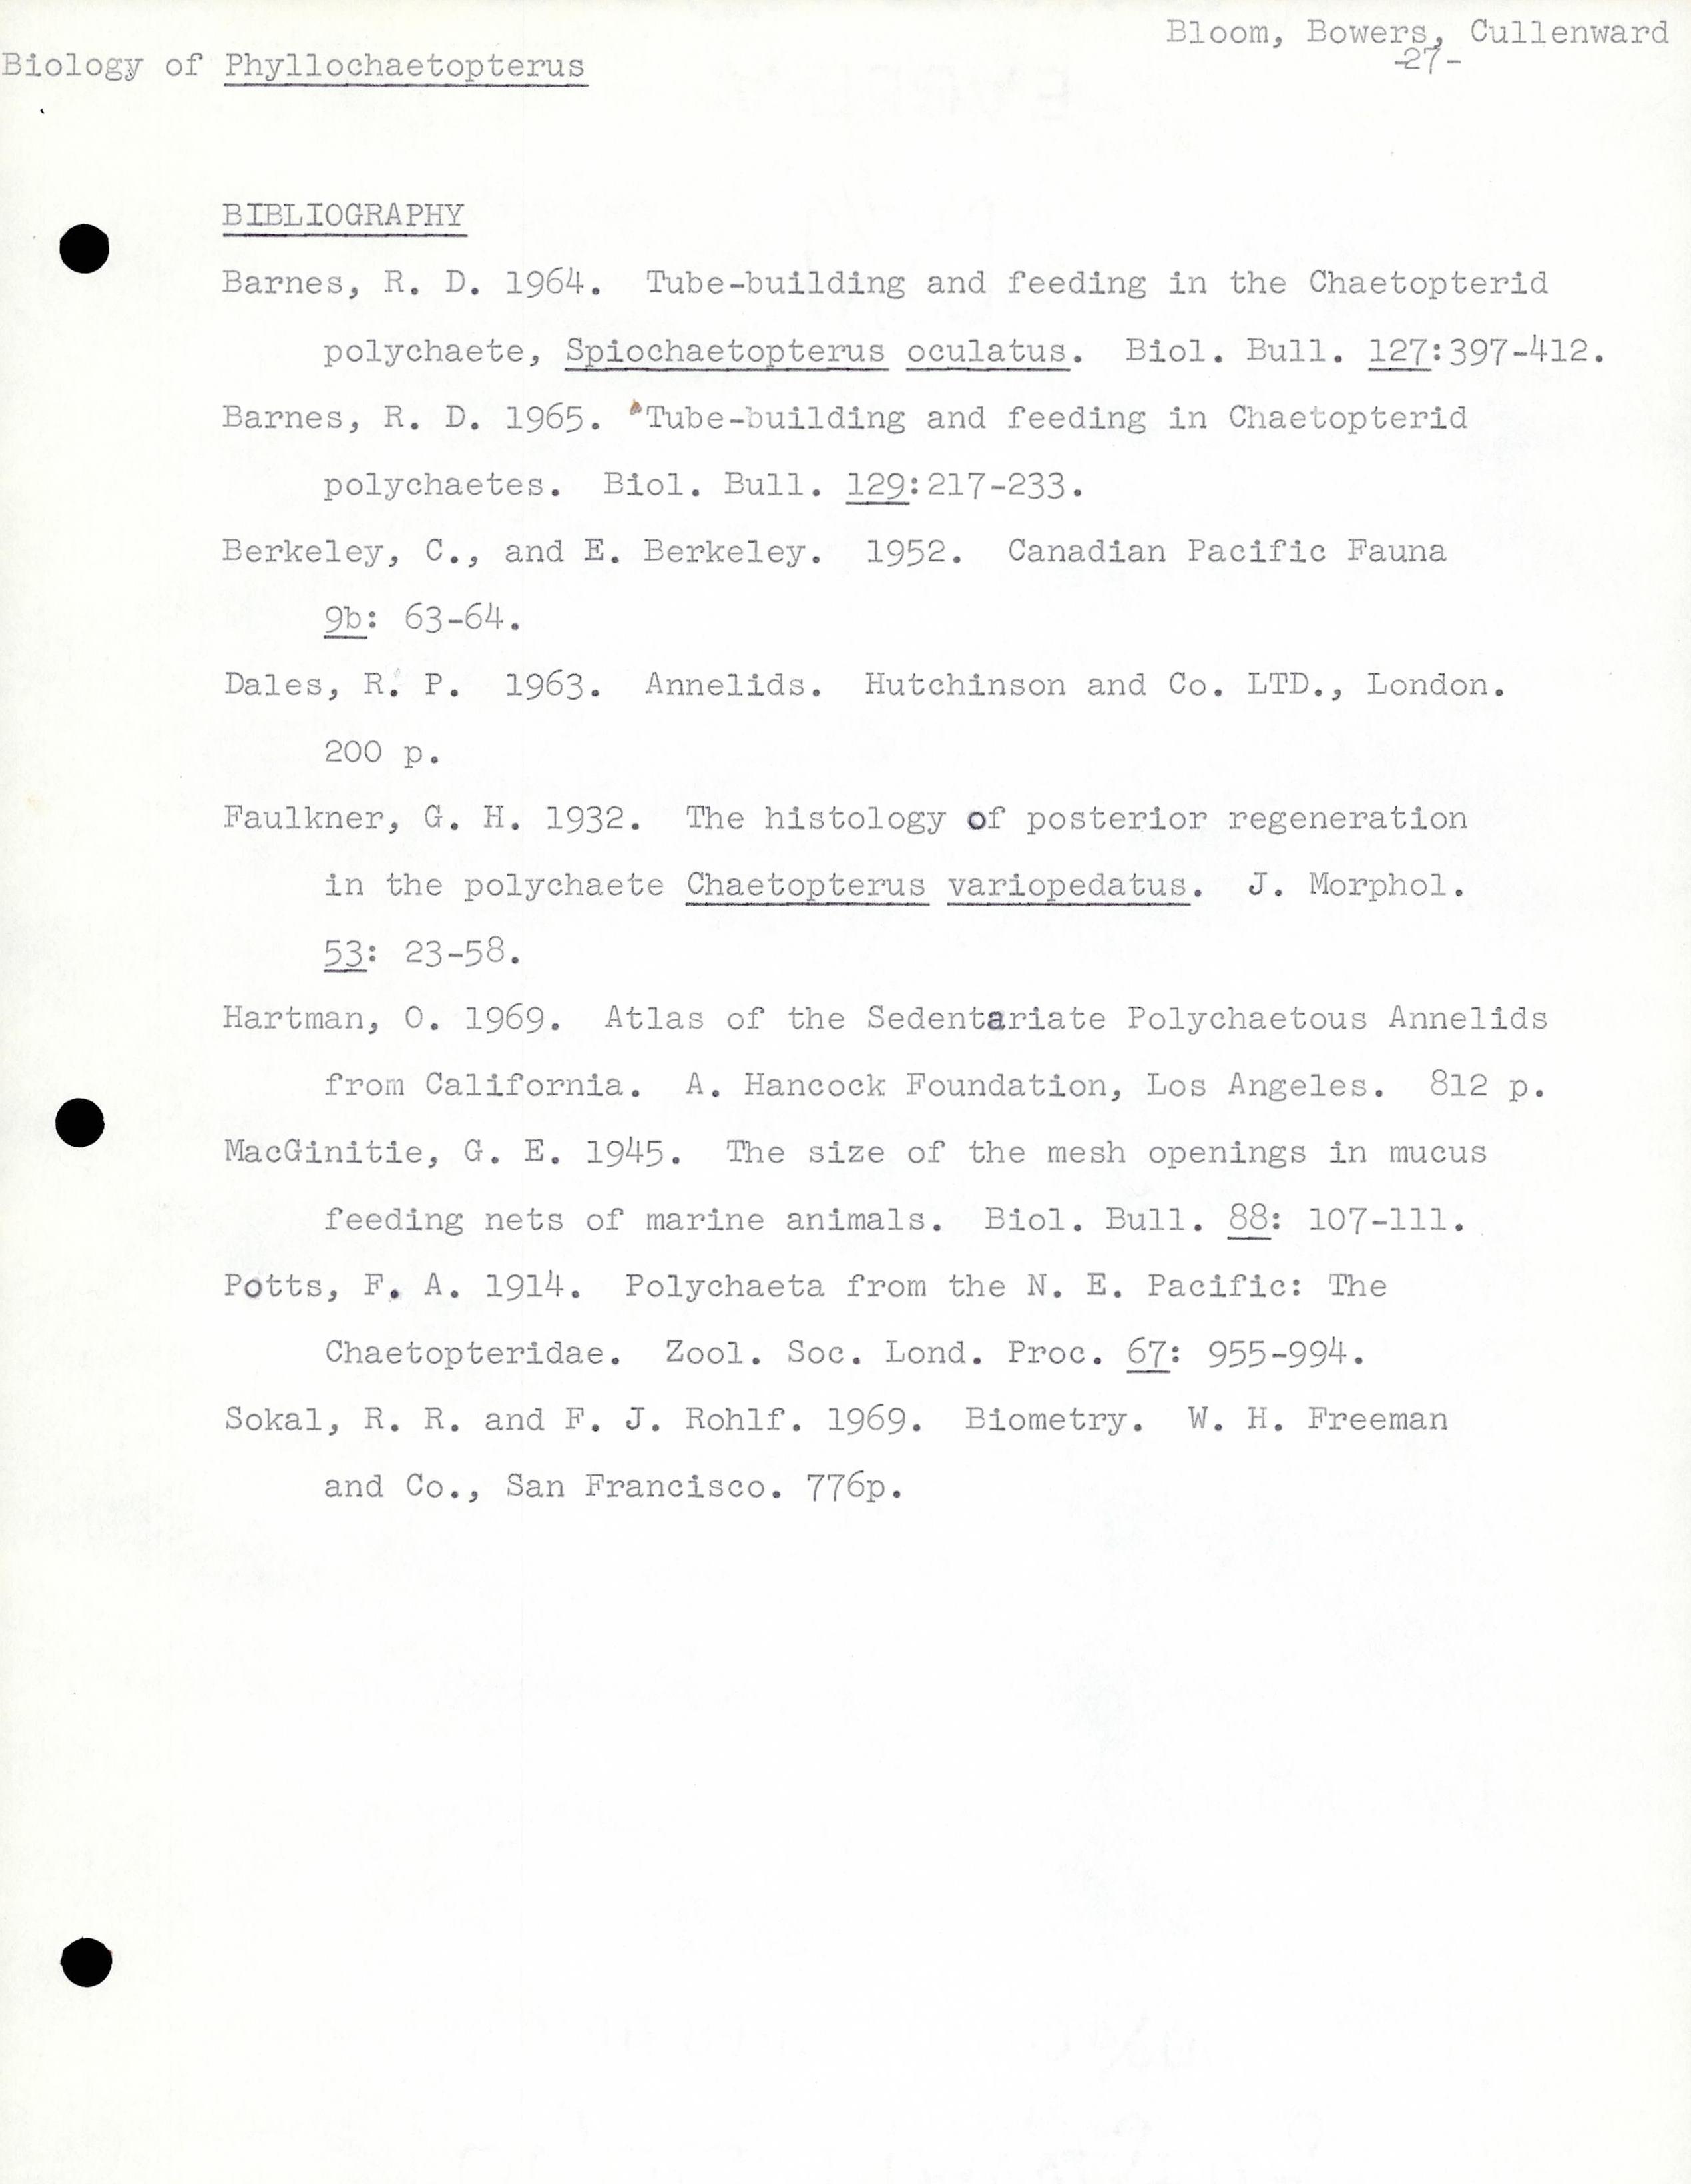 Bloom, Bowers, Cullenward
-27-
Biology of Phyllochaetopterus
BIBLIOGRAPHY
Barnes, R. D. 1964. Tube-building and feeding in the Chaetopterid
polychaete, Spiochaetopterus oculatus. Biol. Bull. 127:397-412.
Barnes, R. D. 1965. Tube-building and feeding in Chaetopterid
polychaetes. Biol. Bull. 129:217-233.
Berkeley, C., and E. Berkeley. 1952. Canadian Pacific Fauna
9b: 63-64.
Dales, R. P. 1963. Annelids. Hutchinson and Co. LTD., London.
200 p.
Faulkner, G. H. 1932. The histology of posterior regeneration
in the polychaete Chaetopterus variopedatus. J. Morphol.
53: 23-58.
Hartman, O. 1969. Atlas of the Sedentariate Polychaetous Annelids
from California. A. Hancock Foundation, Los Angeles. 812 p.
MacGinitie, G. E. 1945. The size of the mesh openings in mucus
feeding nets of marine animals. Biol. Bull. 88: 107-111.
Potts, F. A. 1914. Polychaeta from the N. E. Pacific: The
Chaetopteridae. Zool. Soc. Lond. Proc. 67: 955-994.
Sokal, R. R. and F. J. Rohlf. 1969. Biometry. W. H. Freeman
and Co., San Francisco. 776p.